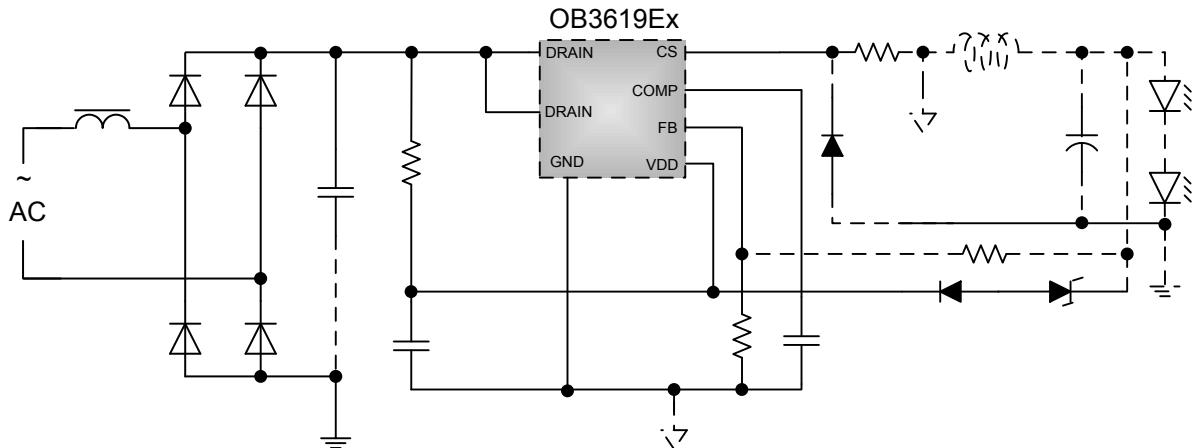 OB3619Ex
DRAIN
CS
COMP
DRAIN
FB
GND
VDD
~
AC